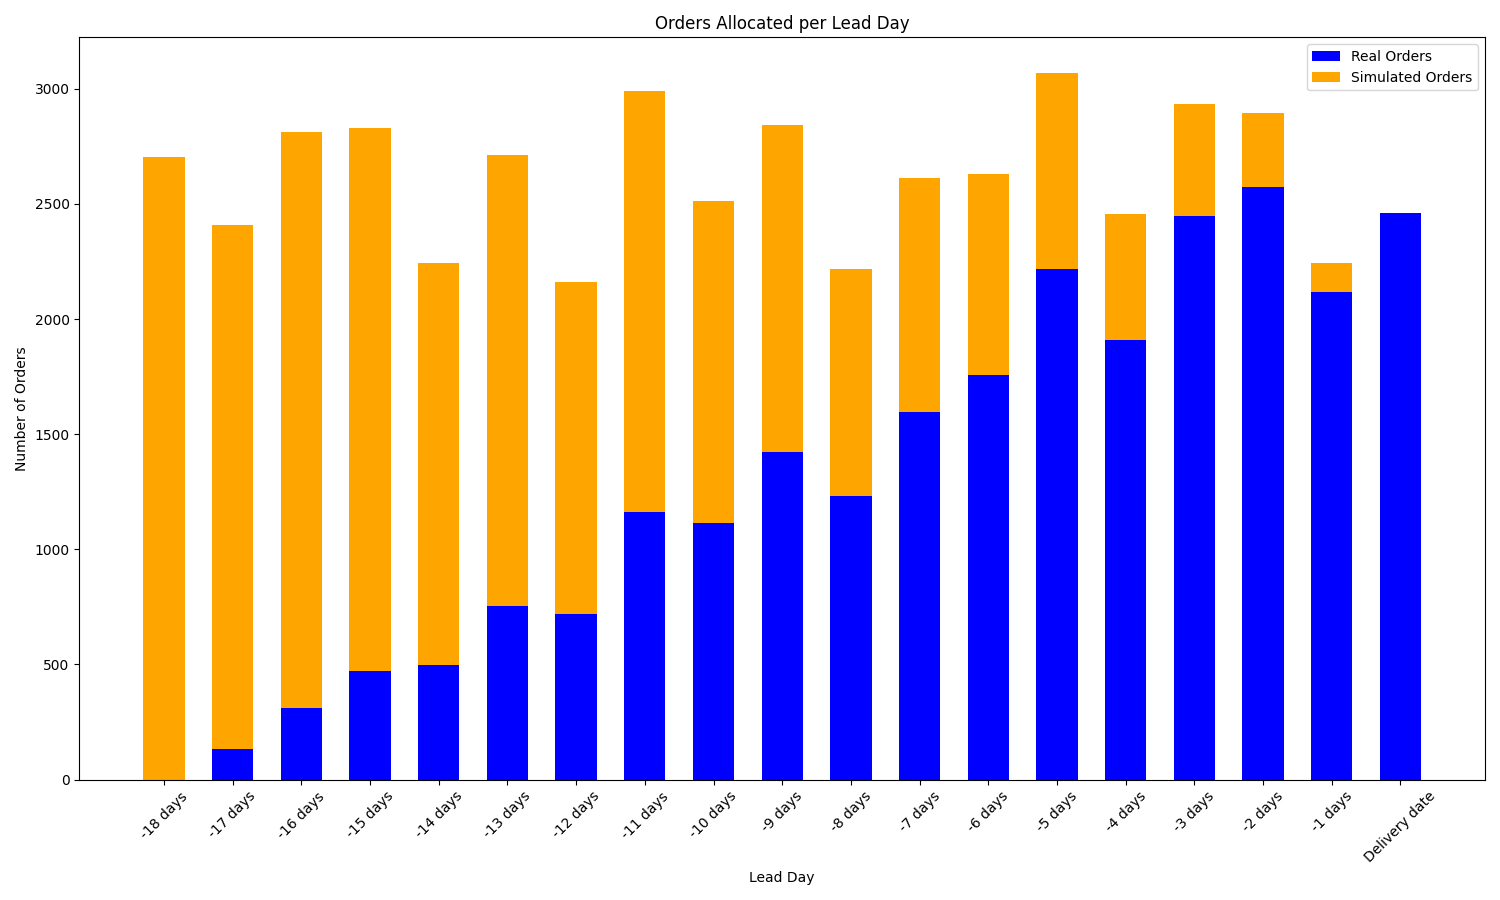 Orders Allocated per Lead Day
Real Orders
Simulated Orders
Number of Orders
3000
2500
2000
1500
1000
500
0
-18 days
-17 days
-16 days
-15 days
-14 days
-13 days
-12 days
-11 days
-10 days
-9 days
-8 days
-7 days
-6 days
-5 days
-4 days
-3 days
-2 days
-1 days
Delivery date
Lead Day